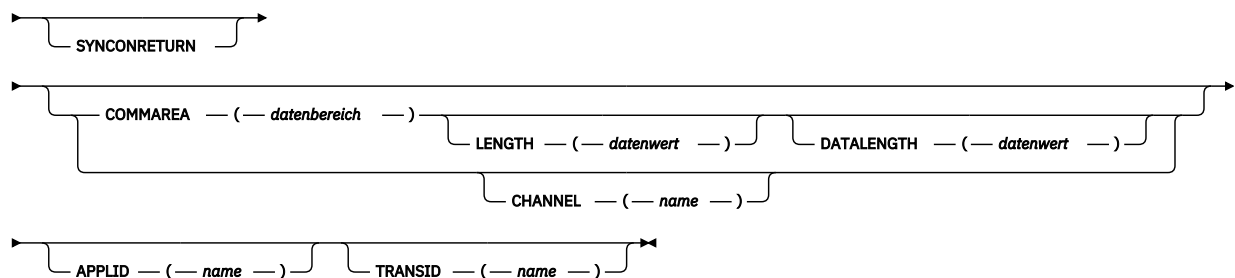 SYNCONRETURN
COMMAREA ( datenbereich )
LENGTH ( datenwert ) DATALENGTH ( datenwert )
CHANNEL ( name )
APPLID ( name ) TRANSID ( name )